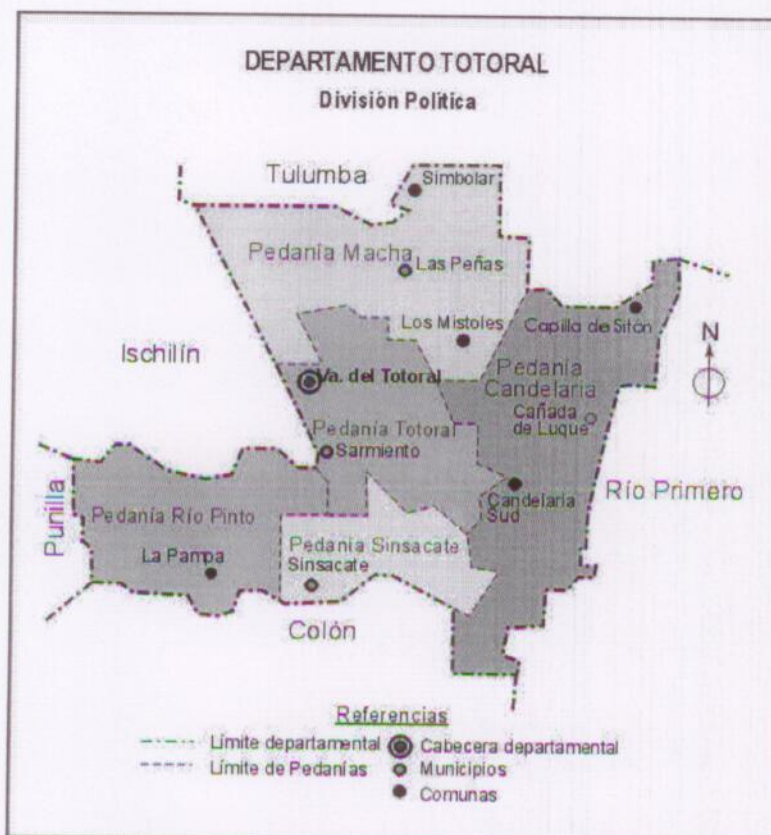 DEPARTAMENTO TOTORAL
División Política
Tulumba
Simbolar
Pedanía Macha
Las Peñas
Los Mistoles
Capilla de Sitón
N
Ischilín
Va. del Totoral
Pedanía
Candelaria
Cañada
de Luque
Pedanía Totoral
Sarmiento
Río Primero
Candelaria
Sud
Punilla
Pedanía Río Pinto
La Pampa
Pedanía Sinsacate
Sinsacate
Colón
Referencias
Límite departamental
Cabecera departamental
Límite de Pedanías
Municipios
Comunas